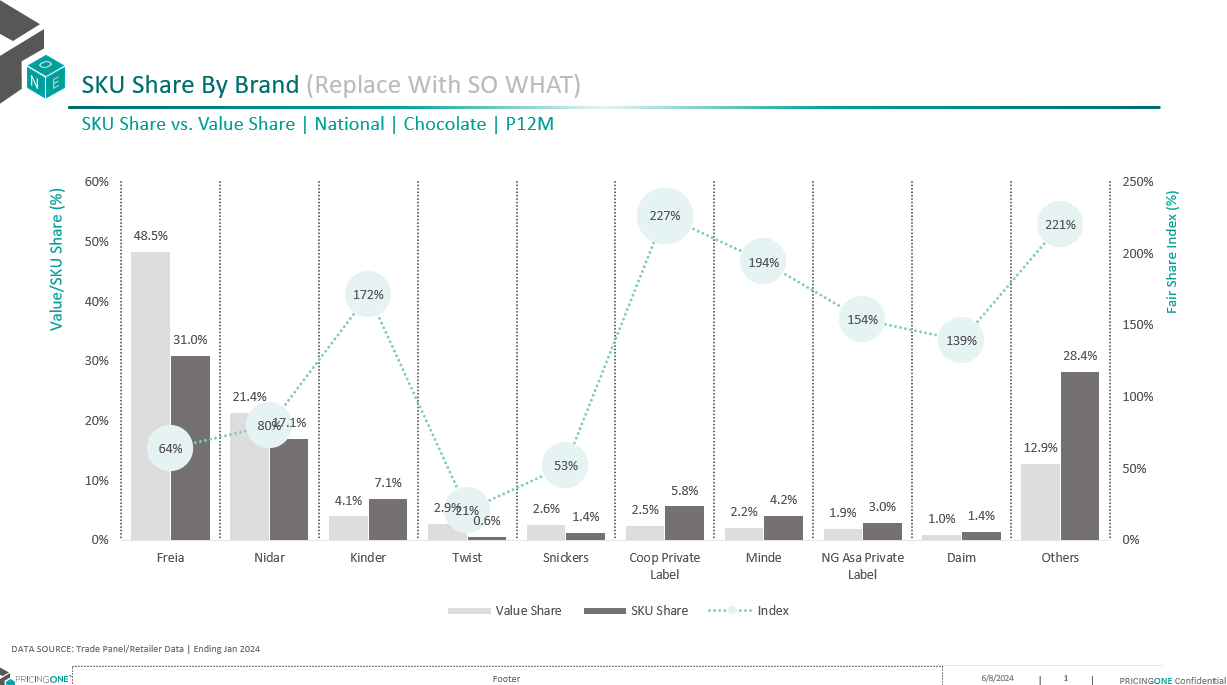 O
N E
SKU Share By Brand (Replace With SO WHAT)
SKU Share vs. Value Share | National | Chocolate | P12M
Value/SKU Share (%)
Fair Share Index (%)
60%
50%
40%
30%
20%
10%
0%
250%
200%
150%
100%
50%
0%
48.5% 31.0% 64%
21.4% 17.1% 80%
4.1% 7.1% 172%
2.9% 0.6% 21%
2.6% 1.4% 53%
2.5% 5.8% 227%
2.2% 4.2% 194%
1.9% 3.0% 154%
1.0% 1.4% 139%
12.9% 28.4% 221%
Freia Nidar Kinder Twist Snickers Coop Private Minde NG Asa Private Daim Others
Label Label
Value Share SKU Share Index
DATA SOURCE: Trade Panel/Retailer Data | Ending Jan 2024
PRICINGONE Footer 6/8/2024 | 1 | PRICINGONE Confidential